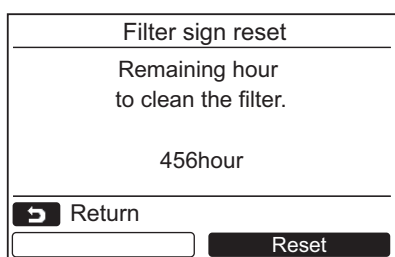 Filter sign reset
Remaining hour
to clean the filter.
456hour
Return
Reset